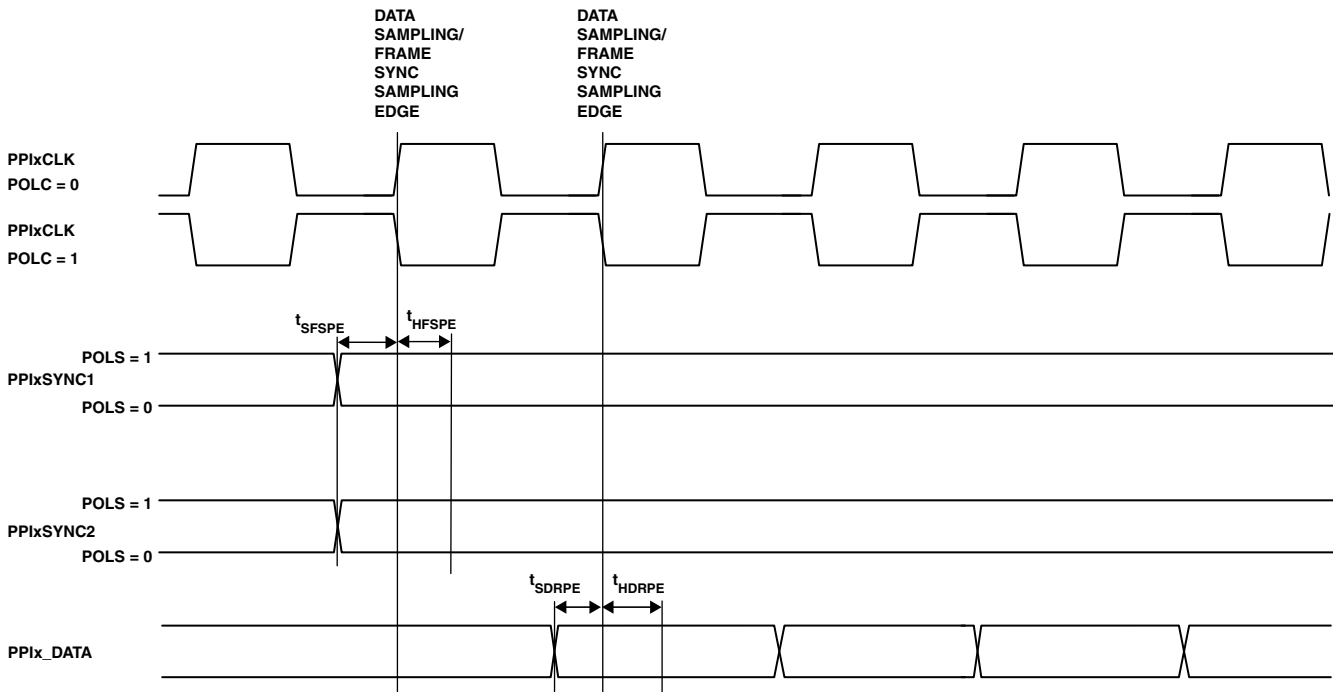 DATA
SAMPLING/
FRAME
SYNC
SAMPLING
EDGE
DATA
SAMPLING/
FRAME
SYNC
SAMPLING
EDGE
PPIxCLK
POLC = 0
PPIxCLK
POLC = 1
tSFSPE
tHFSPE
POLS = 1
PPIxSYNC1
POLS = 0
POLS = 1
PPIxSYNC2
POLS = 0
tSDRPE
tHDRPE
PPIx_DATA